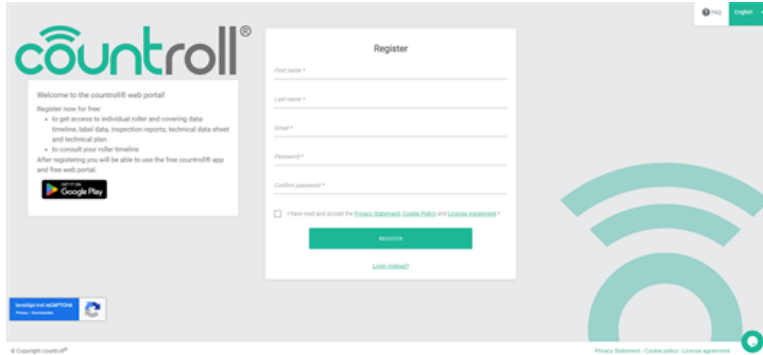 FAQ
English
countroll®
Welcome to the countroll® web portal!
Register now for free:
• to get access to individual roller and covering data:
timeline, label data, inspection reports, technical data sheet
and technical plan
• to consult your roller timeline
After registering you will be able to use the free countroll® app
and free web portal.
GET IT ON
Google Play
Register
First name *
Last name *
Email *
Password *
Confirm password *
I have read and accept the Privacy Statement, Cookie Policy and License Agreement *
REGISTER
Login instead?
beveiligd met reCAPTCHA
Privacy - Voorwaarden
© Copyright countroll®
Privacy Statement - Cookie policy - License agreement